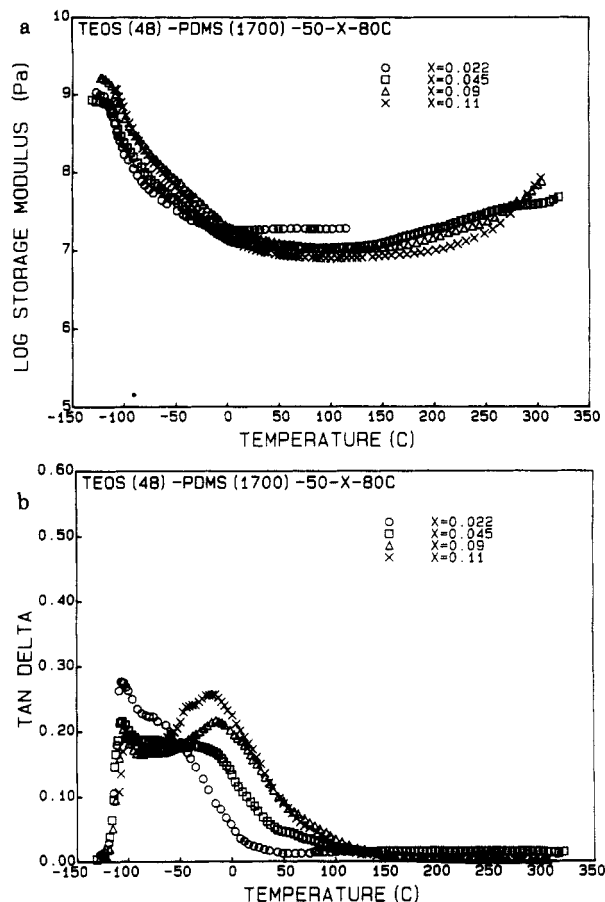 a
TEOS (48) -PDMS (1700) -50-X-80C
LOG STORAGE MODULUS (Pa)
10
9
8
7
6
5
○ X=0.022
□ X=0.045
△ X=0.09
× X=0.11
-150 -100 -50 0 50 100 150 200 250 300 350
TEMPERATURE (C)
b
TEOS (48) -PDMS (1700) -50-X-80C
TAN DELTA
0.60
0.50
0.40
0.30
0.20
0.10
0.00
○ X=0.022
□ X=0.045
△ X=0.09
× X=0.11
-150 -100 -50 0 50 100 150 200 250 300 350
TEMPERATURE (C)